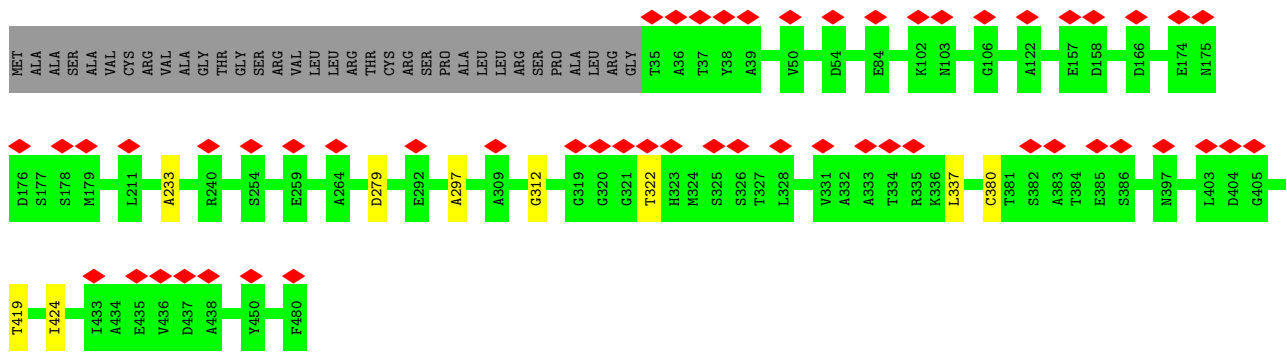 MET ALA ALA SER ALA VAL CYS ARG VAL ALA GLY THR GLY SER ARG VAL LEU LEU ARG THR CYS ARG SER PRO ALA LEU LEU ARG SER PRO ALA LEU ARG GLY T35 A36 T37 Y38 A39 V50 D54 E84 K102 N103 G106 A122 E157 D158 D166 E174 N175
D176 S177 S178 M179 L211 A233 R240 S254 E259 A264 D279 E292 A297 A309 G312 G319 G320 G321 T322 H323 M324 S325 S326 T327 L328 V331 A332 A333 T334 R335 K336 L337 C380 T381 S382 A383 T384 E385 S386 N397 L403 D404 G405
T419 I424 I433 A434 E435 V436 D437 A438 Y450 F480